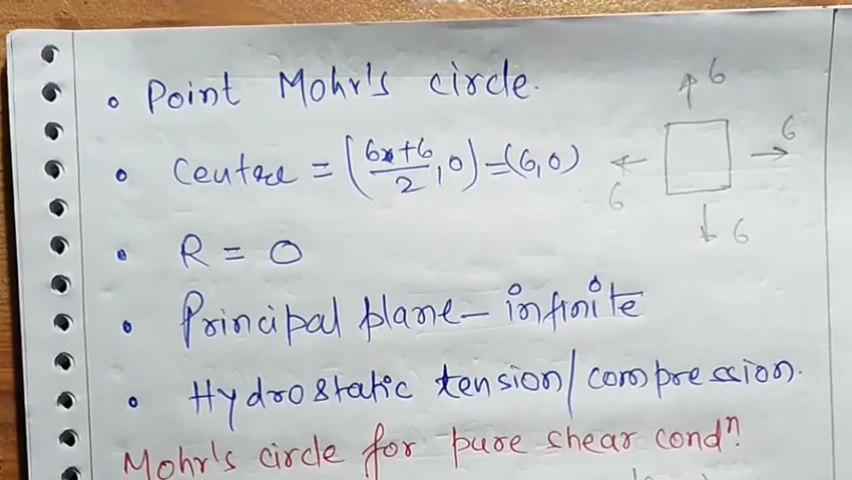 • Point Mohr's circle.
• Centre = (6x+6/2, 0) = (6,0)
6
6
6
6
• R = 0
• Principal plane - infinite
• Hydrostatic tension/compression.
Mohr's circle for pure shear condⁿ